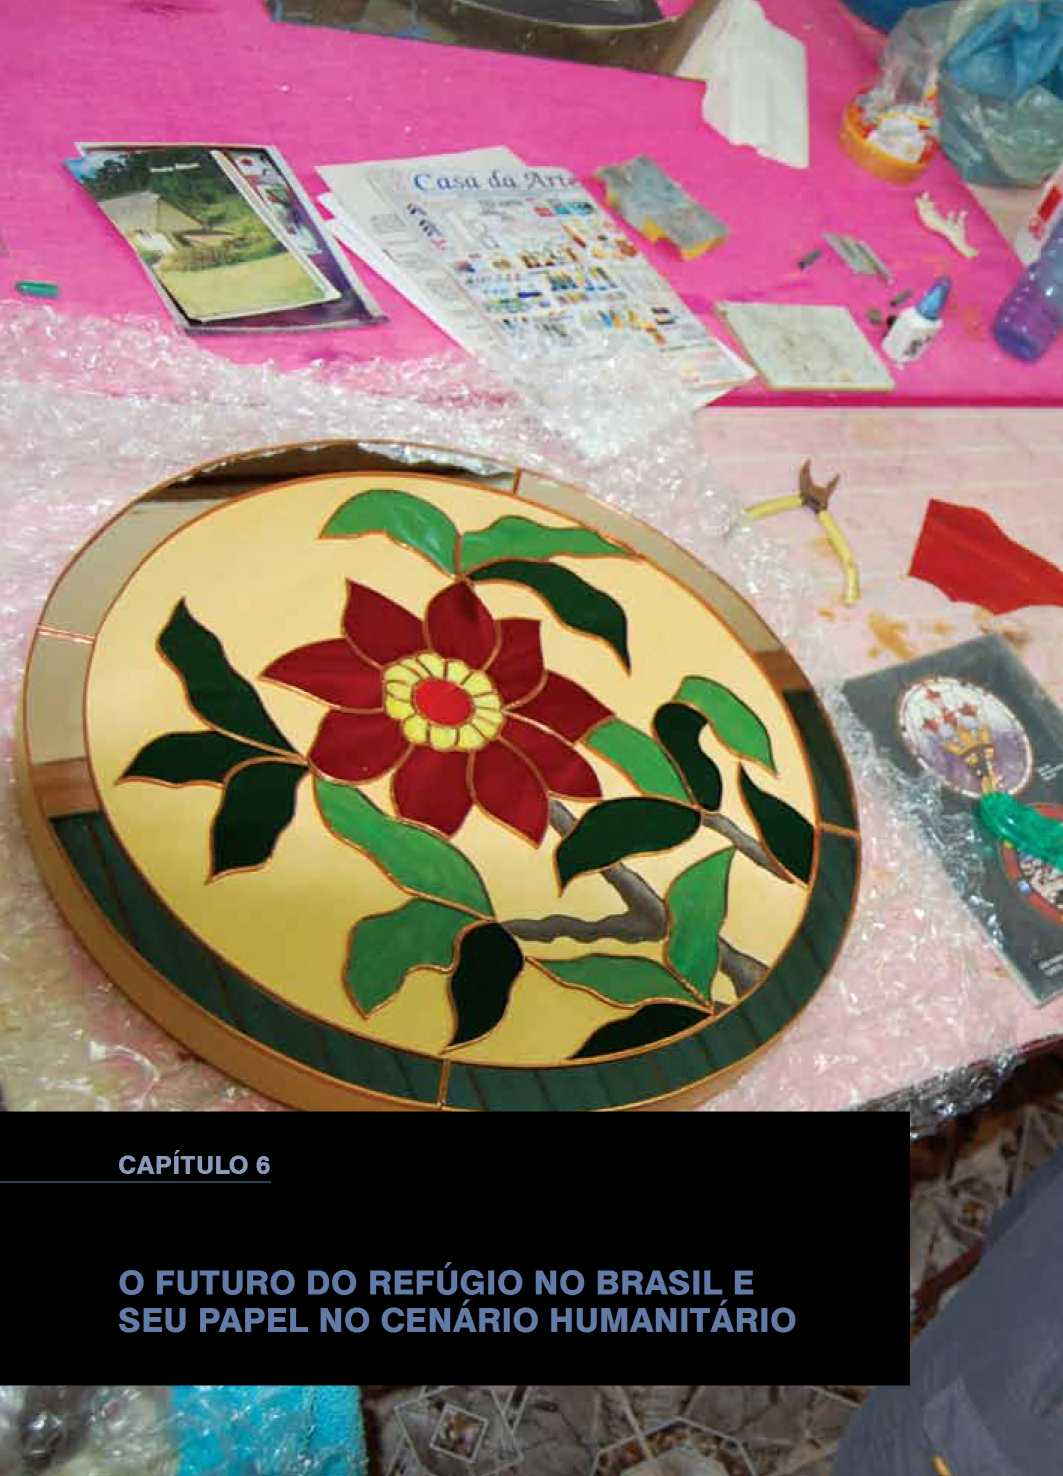 Casa da Arte
CAPÍTULO 6
O FUTURO DO REFÚGIO NO BRASIL E
SEU PAPEL NO CENÁRIO HUMANITÁRIO